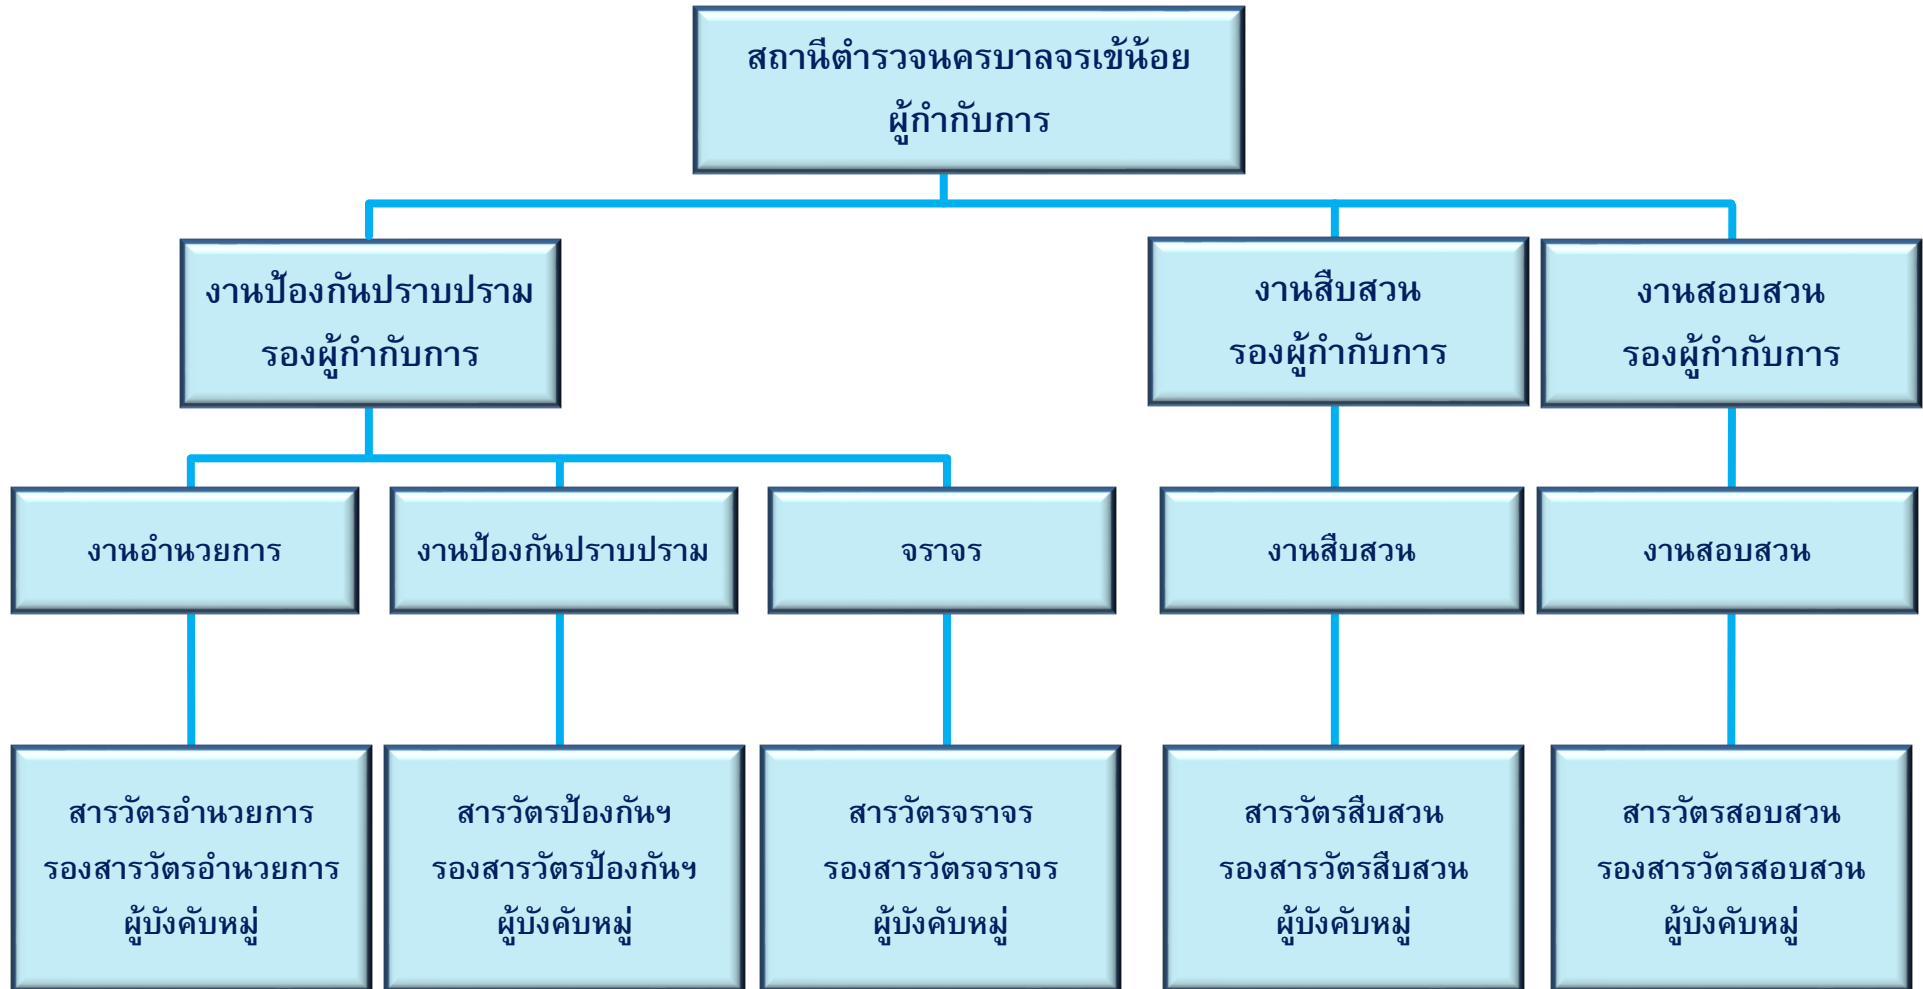 สถานีตำรวจนครบาลจรเข้น้อย
ผู้กำกับการ
งานป้องกันปราบปราม
รองผู้กำกับการ
งานสืบสวน
รองผู้กำกับการ
งานสอบสวน
รองผู้กำกับการ
งานอำนวยการ
งานป้องกันปราบปราม
จราจร
งานสืบสวน
งานสอบสวน
สารวัตรอำนวยการ
รองสารวัตรอำนวยการ
ผู้บังคับหมู่
สารวัตรป้องกันฯ
รองสารวัตรป้องกันฯ
ผู้บังคับหมู่
สารวัตรจราจร
รองสารวัตรจราจร
ผู้บังคับหมู่
สารวัตรสืบสวน
รองสารวัตรสืบสวน
ผู้บังคับหมู่
สารวัตรสอบสวน
รองสารวัตรสอบสวน
ผู้บังคับหมู่